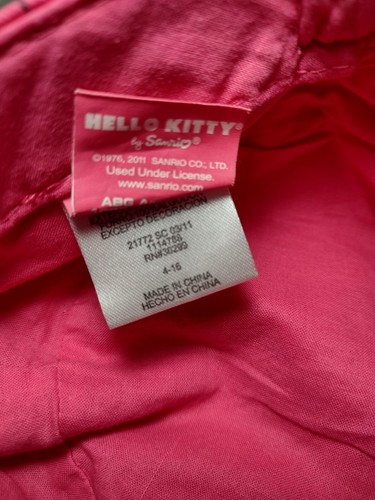 HELLO KITTY®
by Sanrio®
©1976, 2011 SANRIO CO., LTD.
Used Under License.
www.sanrio.com
EXCEPTO DECORACION
21772 SC 03/11
1114788
RN#30299
4-16
MADE IN CHINA
HECHO EN CHINA